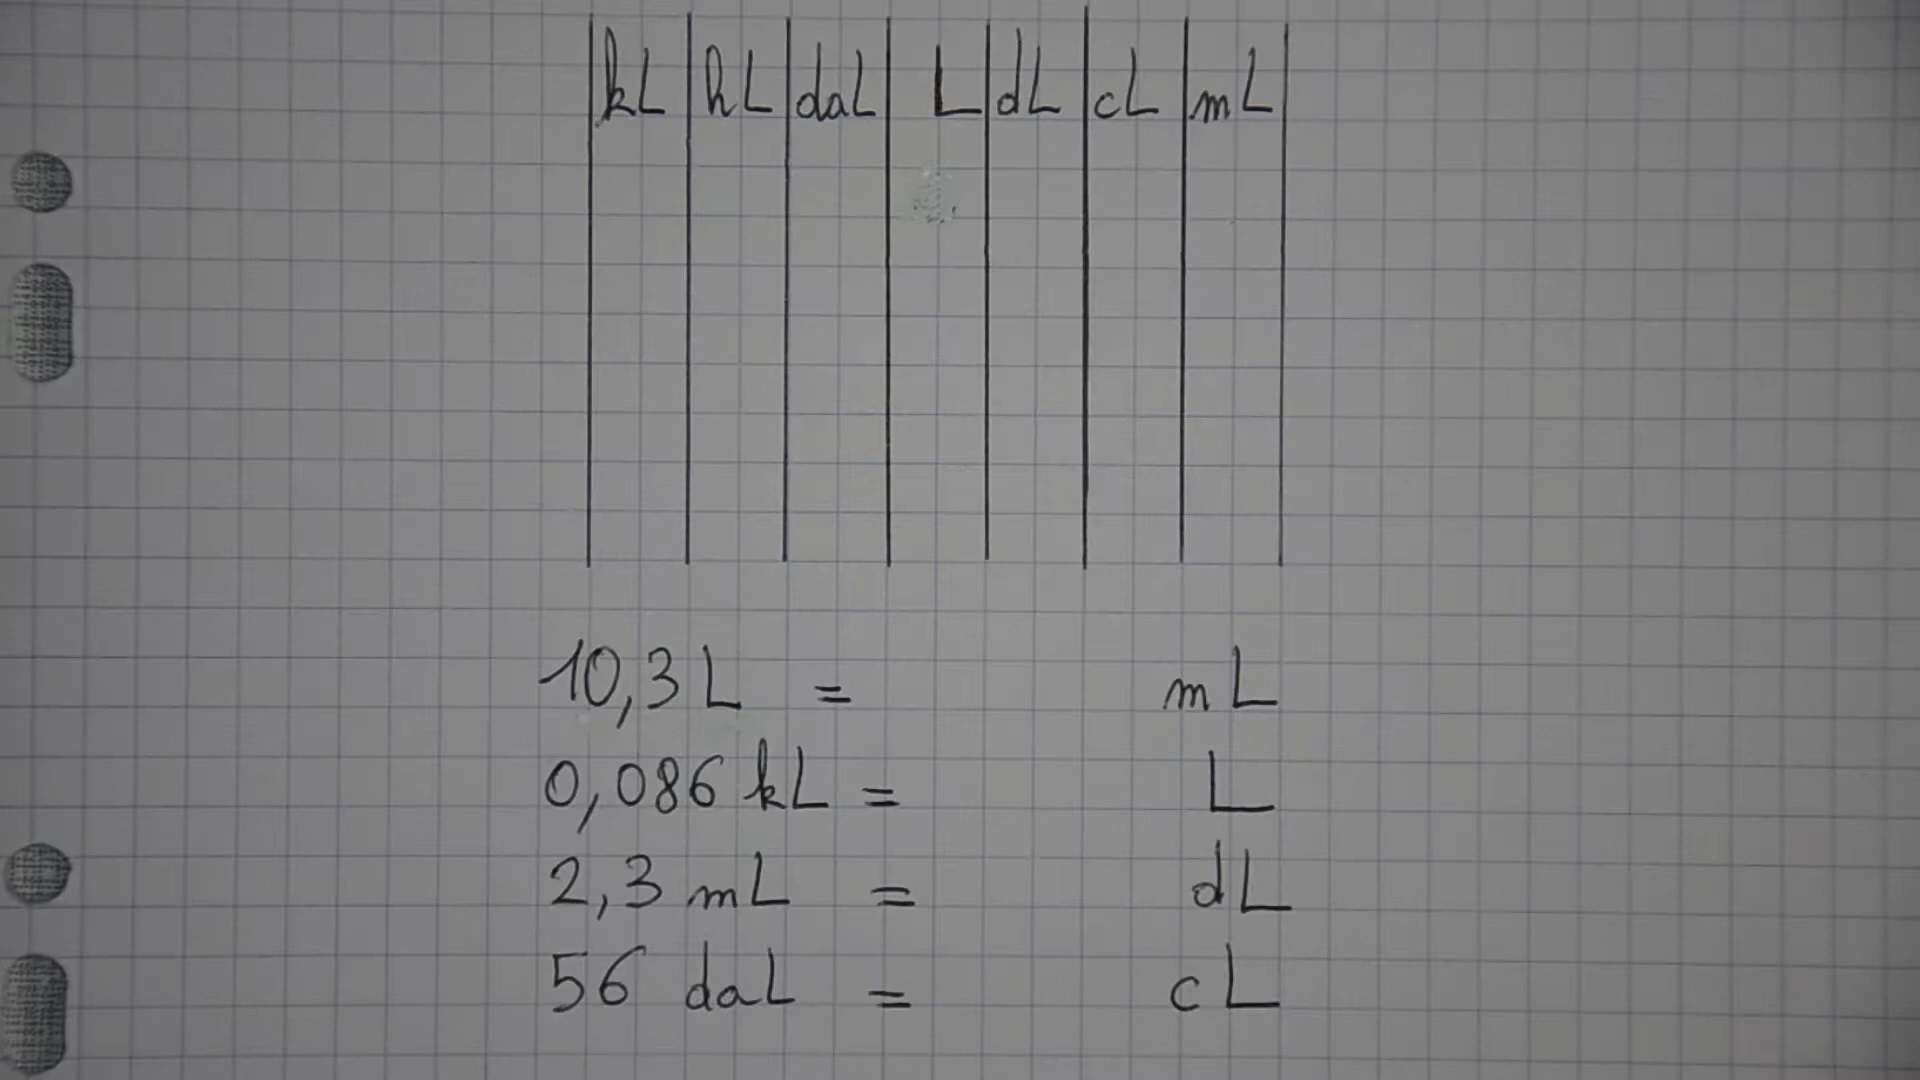 kL hL daL L dL cL mL
10,3 L = mL
0,086 kL = L
2,3 mL = dL
56 daL = cL